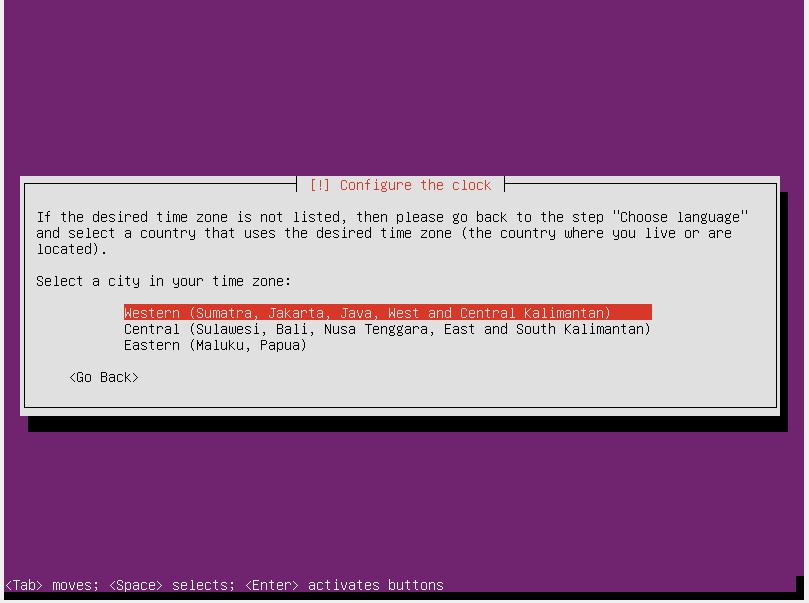 [!] Configure the clock
If the desired time zone is not listed, then please go back to the step "Choose language"
and select a country that uses the desired time zone (the country where you live or are
located).
Select a city in your time zone:
Western (Sumatra, Jakarta, Java, West and Central Kalimantan)
Central (Sulawesi, Bali, Nusa Tenggara, East and South Kalimantan)
Eastern (Maluku, Papua)
<Go Back>
<Tab> moves; <Space> selects; <Enter> activates buttons